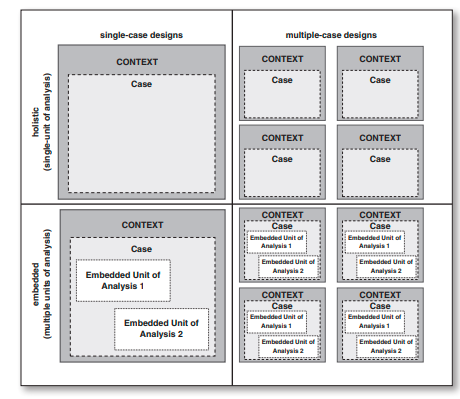 single-case designs
multiple-case designs
holistic
(single-unit of analysis)
CONTEXT
Case
CONTEXT
Case
CONTEXT
Case
CONTEXT
Case
CONTEXT
Case
embedded
(multiple units of analysis)
CONTEXT
Case
Embedded Unit of
Analysis 1
Embedded Unit of
Analysis 2
CONTEXT
Case
Embedded Unit of
Analysis 1
Embedded Unit of
Analysis 2
CONTEXT
Case
Embedded Unit of
Analysis 1
Embedded Unit of
Analysis 2
CONTEXT
Case
Embedded Unit of
Analysis 1
Embedded Unit of
Analysis 2
CONTEXT
Case
Embedded Unit of
Analysis 1
Embedded Unit of
Analysis 2